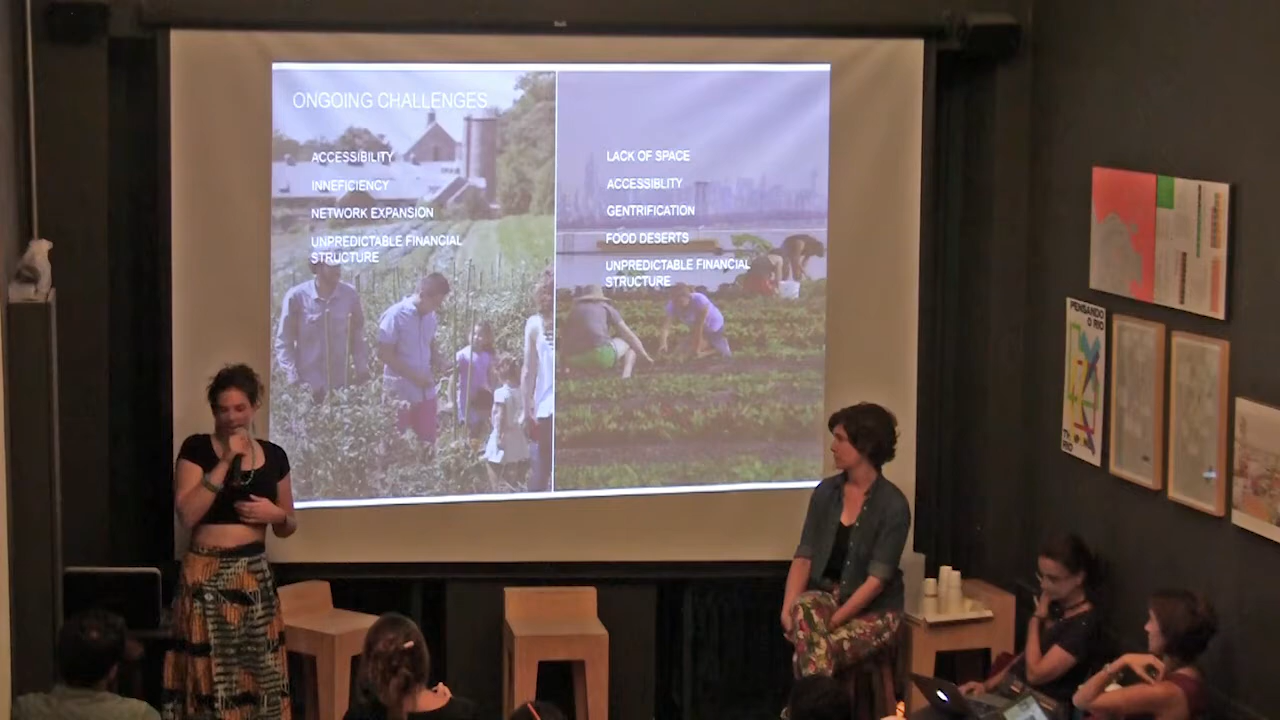 ONGOING CHALLENGES
ACCESSIBILITY
INNEFICIENCY
NETWORK EXPANSION
UNPREDICTABLE FINANCIAL
STRUCTURE
LACK OF SPACE
ACCESSIBLITY
GENTRIFICATION
FOOD DESERTS
UNPREDICTABLE FINANCIAL
STRUCTURE
PENSANDO
O RIO